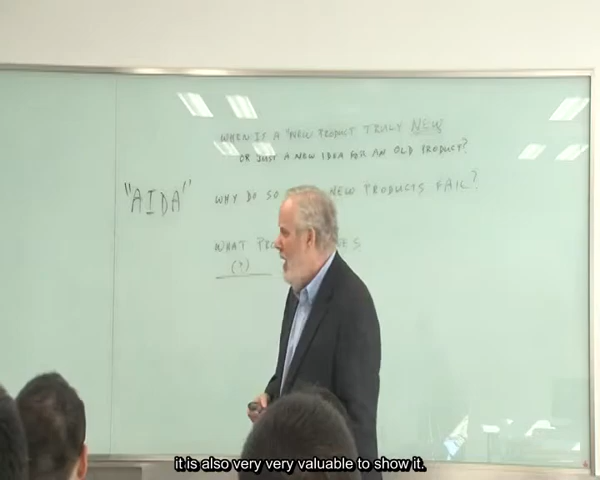 WHEN IS A "NEW PRODUCT TRULY NEW
OR JUST A NEW IDEA FOR AN OLD PRODUCT?
"AIDA"
WHY DO SO NEW PRODUCTS FAIL?
WHAT
(?)
it is also very very valuable to show it.